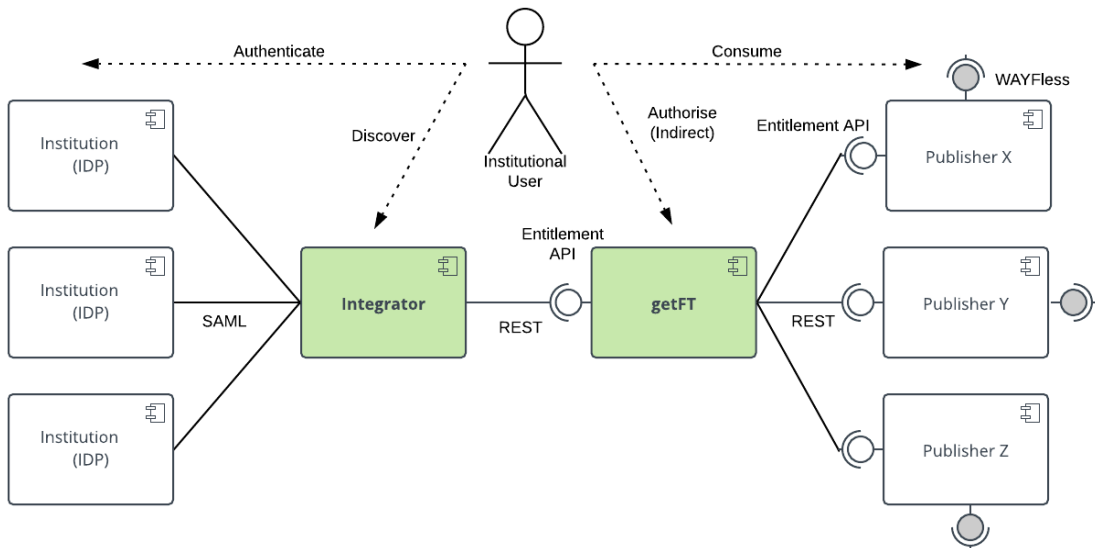 Authenticate
Consume
WAYFless
Discover
Authorise
(Indirect)
Entitlement API
Institutional
User
Institution
(IDP)
Publisher X
Entitlement
API
Institution
(IDP)
SAML
Integrator
REST
getFT
REST
Publisher Y
Institution
(IDP)
Publisher Z